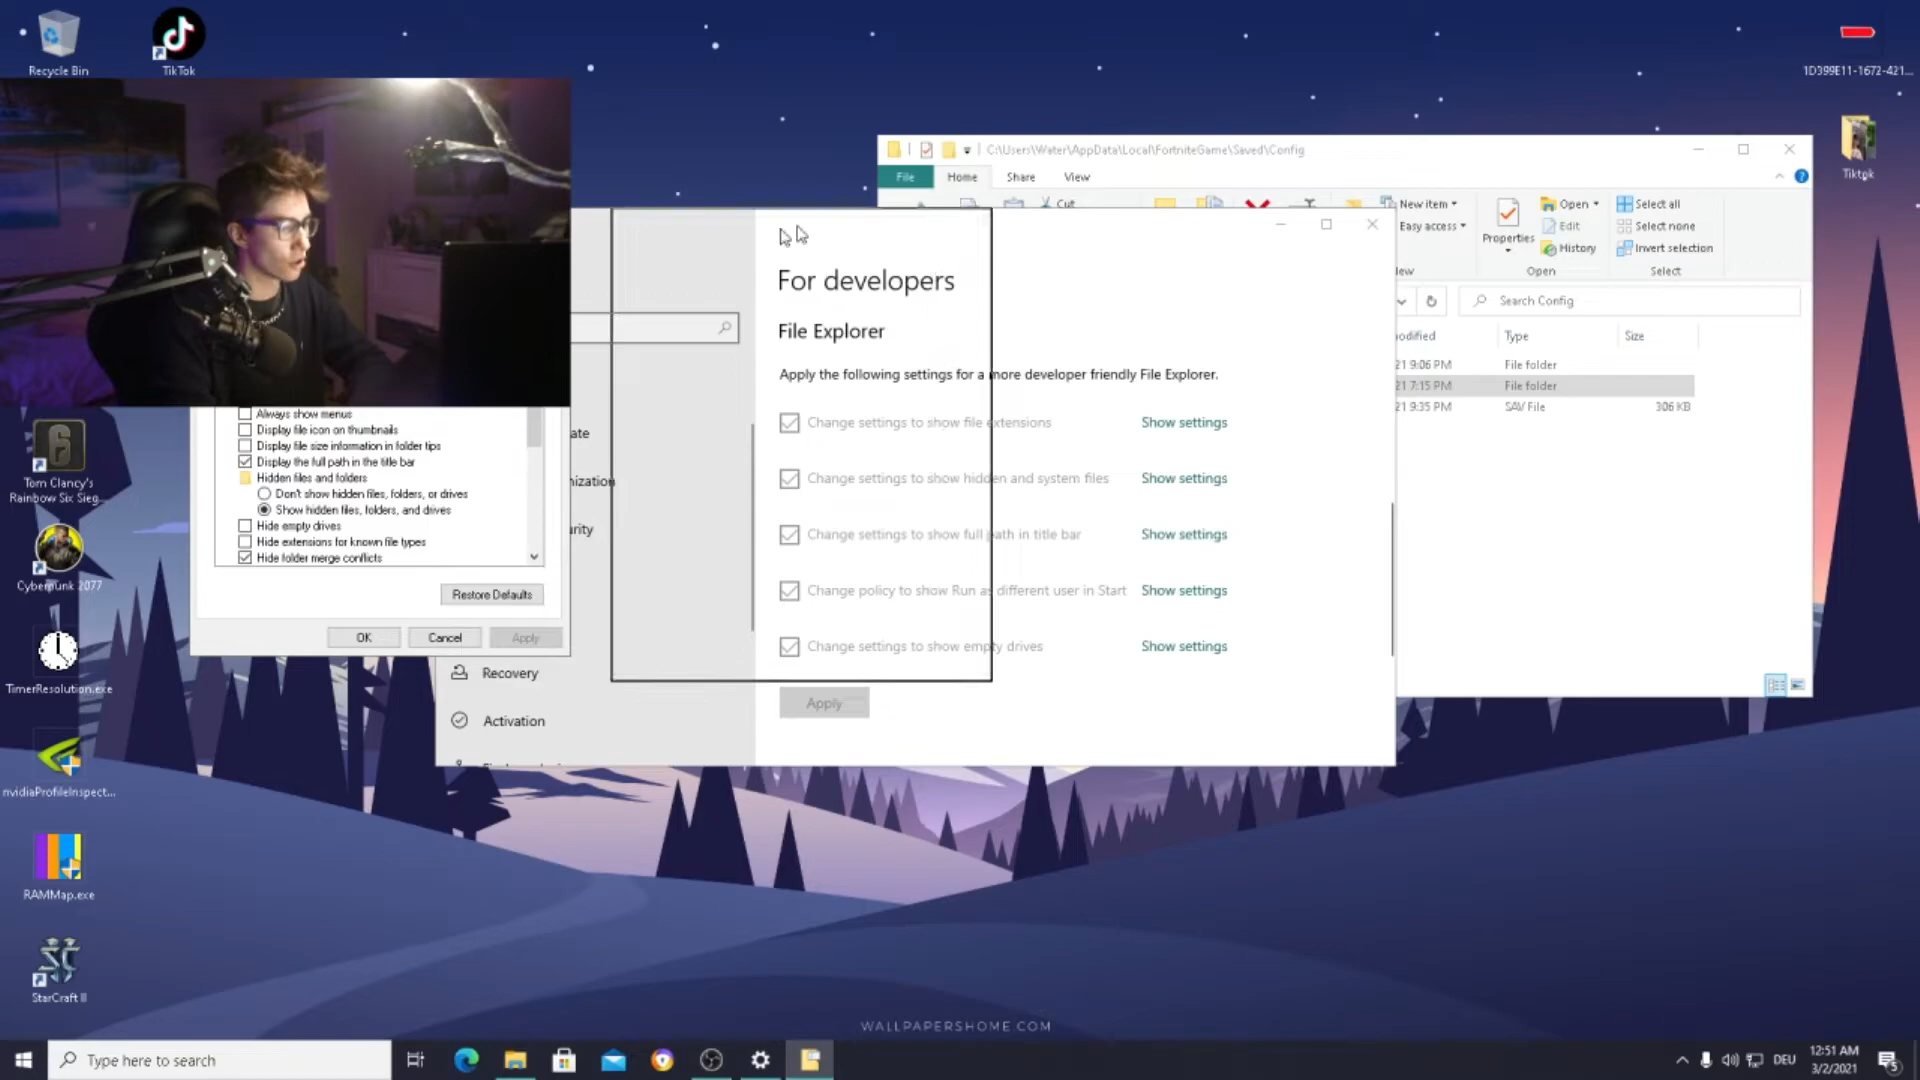 Recycle Bin
TikTok
1D399E11-1672-421...
Tiktok
C:\Users\Water\AppData\Local\FortniteGame\Saved\Config
File
Home
Share
View
Cut
New item
Easy access
Properties
Open
Edit
History
Open
Select all
Select none
Invert selection
Select
Search Config
Type
Size
21 9:06 PM
File folder
21 7:15 PM
File folder
21 9:35 PM
SAV File
306 KB
For developers
File Explorer
Apply the following settings for a more developer friendly File Explorer.
Change settings to show file extensions
Show settings
Change settings to show hidden and system files
Show settings
Change settings to show full path in title bar
Show settings
Change policy to show Run as different user in Start
Show settings
Change settings to show empty drives
Show settings
Apply
Recovery
Activation
Always show menus
Display file icon on thumbnails
Display file size information in folder tips
Display the full path in the title bar
Hidden files and folders
Don't show hidden files, folders, or drives
Show hidden files, folders, and drives
Hide empty drives
Hide extensions for known file types
Hide folder merge conflicts
Restore Defaults
OK
Cancel
Apply
Tom Clancy's
Rainbow Six Sieg...
Cyberpunk 2077
TimerResolution.exe
nvidiaProfileInspect...
RAMMap.exe
StarCraft II
WALLPAPERSHOME.COM
Type here to search
DEU
12:51 AM
3/2/2021
5